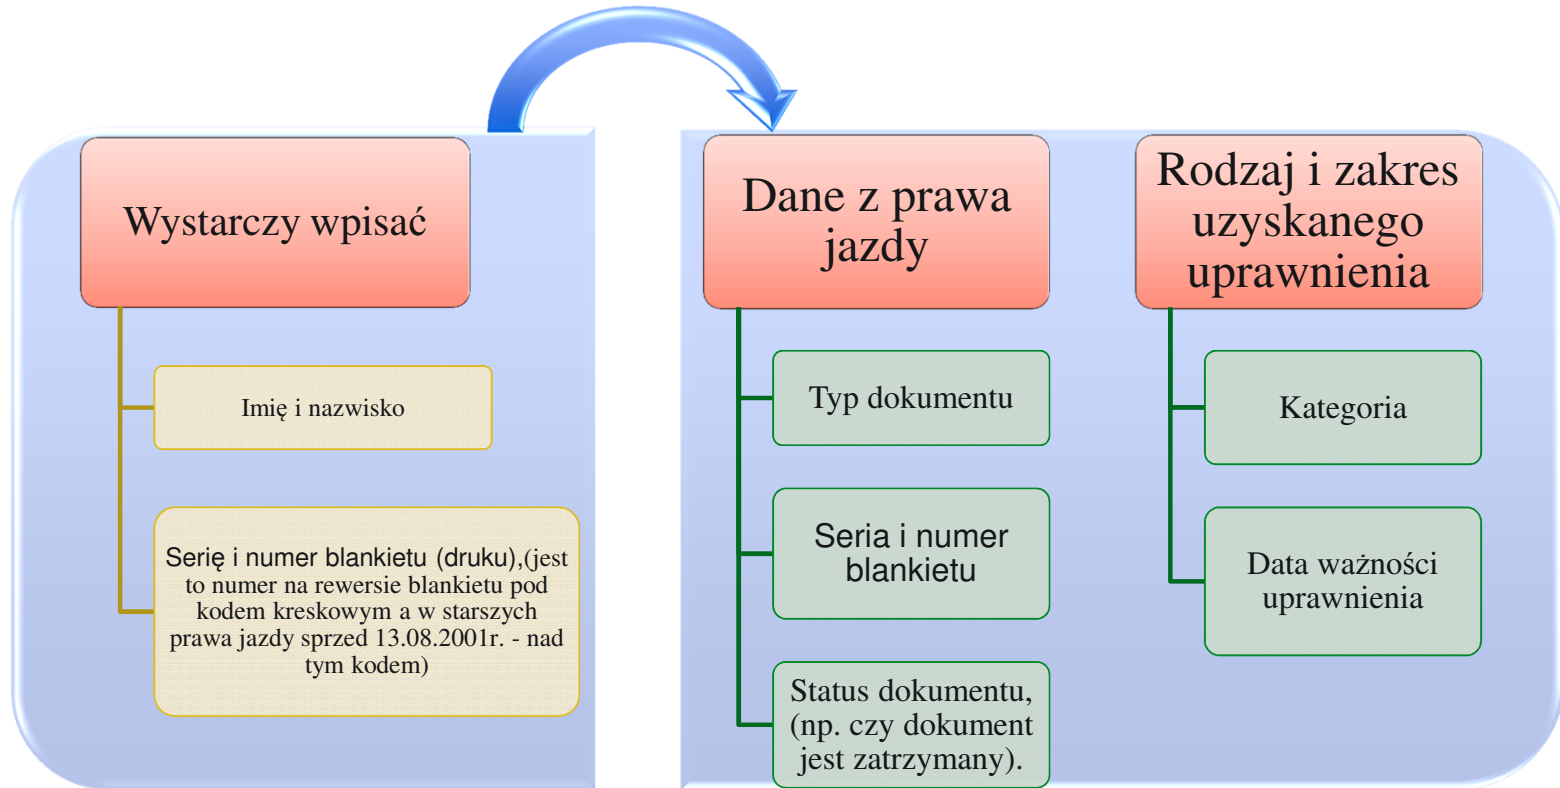 Wystarczy wpisać
Imię i nazwisko
Serię i numer blankietu (druku),(jest
to numer na rewersie blankietu pod
kodem kreskowym a w starszych
prawa jazdy sprzed 13.08.2001r. - nad
tym kodem)
Dane z prawa
jazdy
Typ dokumentu
Seria i numer
blankietu
Status dokumentu,
(np. czy dokument
jest zatrzymany).
Rodzaj i zakres
uzyskanego
uprawnienia
Kategoria
Data ważności
uprawnienia